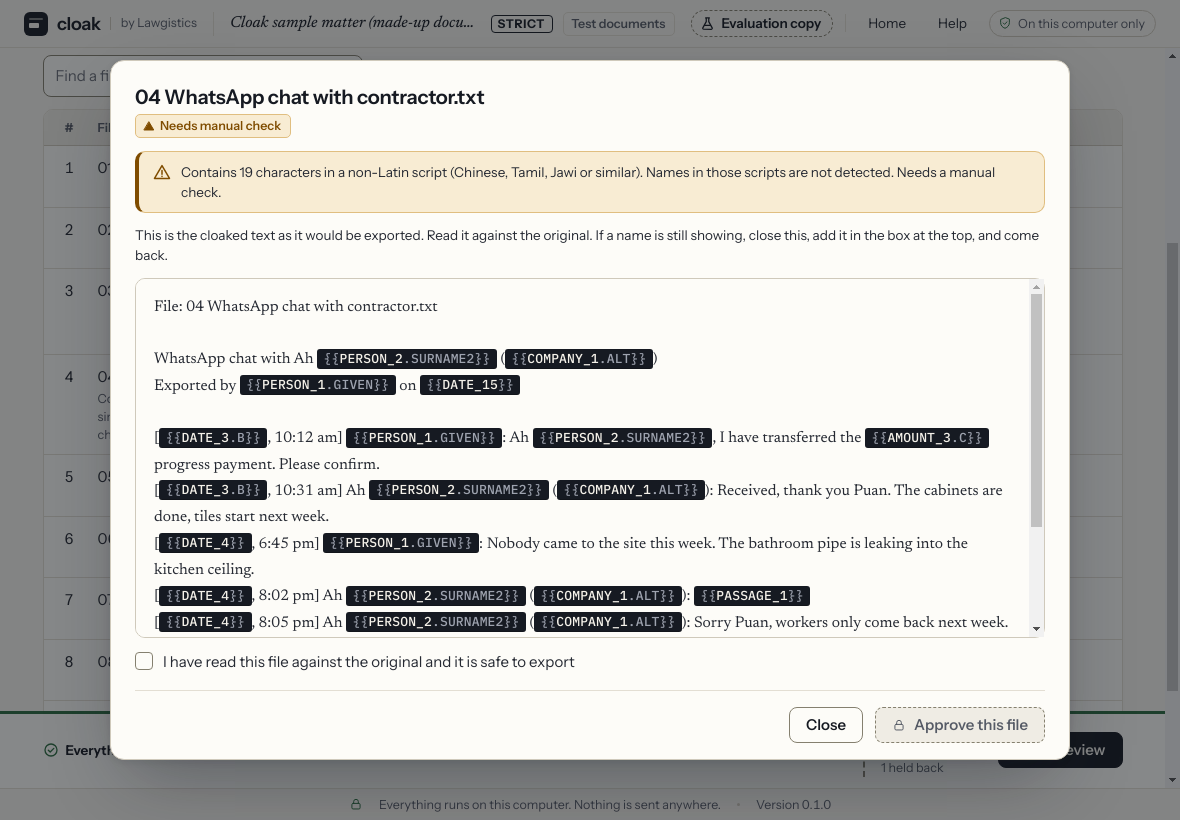 cloak
by Lawgistics
Cloak sample matter (made-up docu...
STRICT
Test documents
Evaluation copy
Home
Help
On this computer only
Find a fi
#
1
2
3
4
5
6
7
8
04 WhatsApp chat with contractor.txt
Needs manual check
Contains 19 characters in a non-Latin script (Chinese, Tamil, Jawi or similar). Names in those scripts are not detected. Needs a manual
check.
This is the cloaked text as it would be exported. Read it against the original. If a name is still showing, close this, add it in the box at the top, and come
back.
File: 04 WhatsApp chat with contractor.txt
WhatsApp chat with Ah {{PERSON_2.SURNAME2}} ({{COMPANY_1.ALT}})
Exported by {{PERSON_1.GIVEN}} on {{DATE_15}}
[{{DATE_3.B}}, 10:12 am] {{PERSON_1.GIVEN}}: Ah {{PERSON_2.SURNAME2}}, I have transferred the {{AMOUNT_3.C}}
progress payment. Please confirm.
[{{DATE_3.B}}, 10:31 am] Ah {{PERSON_2.SURNAME2}} ({{COMPANY_1.ALT}}): Received, thank you Puan. The cabinets are
done, tiles start next week.
[{{DATE_4}}, 6:45 pm] {{PERSON_1.GIVEN}}: Nobody came to the site this week. The bathroom pipe is leaking into the
kitchen ceiling.
[{{DATE_4}}, 8:02 pm] Ah {{PERSON_2.SURNAME2}} ({{COMPANY_1.ALT}}): {{PASSAGE_1}}
[{{DATE_4}}, 8:05 pm] Ah {{PERSON_2.SURNAME2}} ({{COMPANY_1.ALT}}): Sorry Puan, workers only come back next week.
I have read this file against the original and it is safe to export
Close
Approve this file
1 held back
Everything runs on this computer. Nothing is sent anywhere.
·
Version 0.1.0